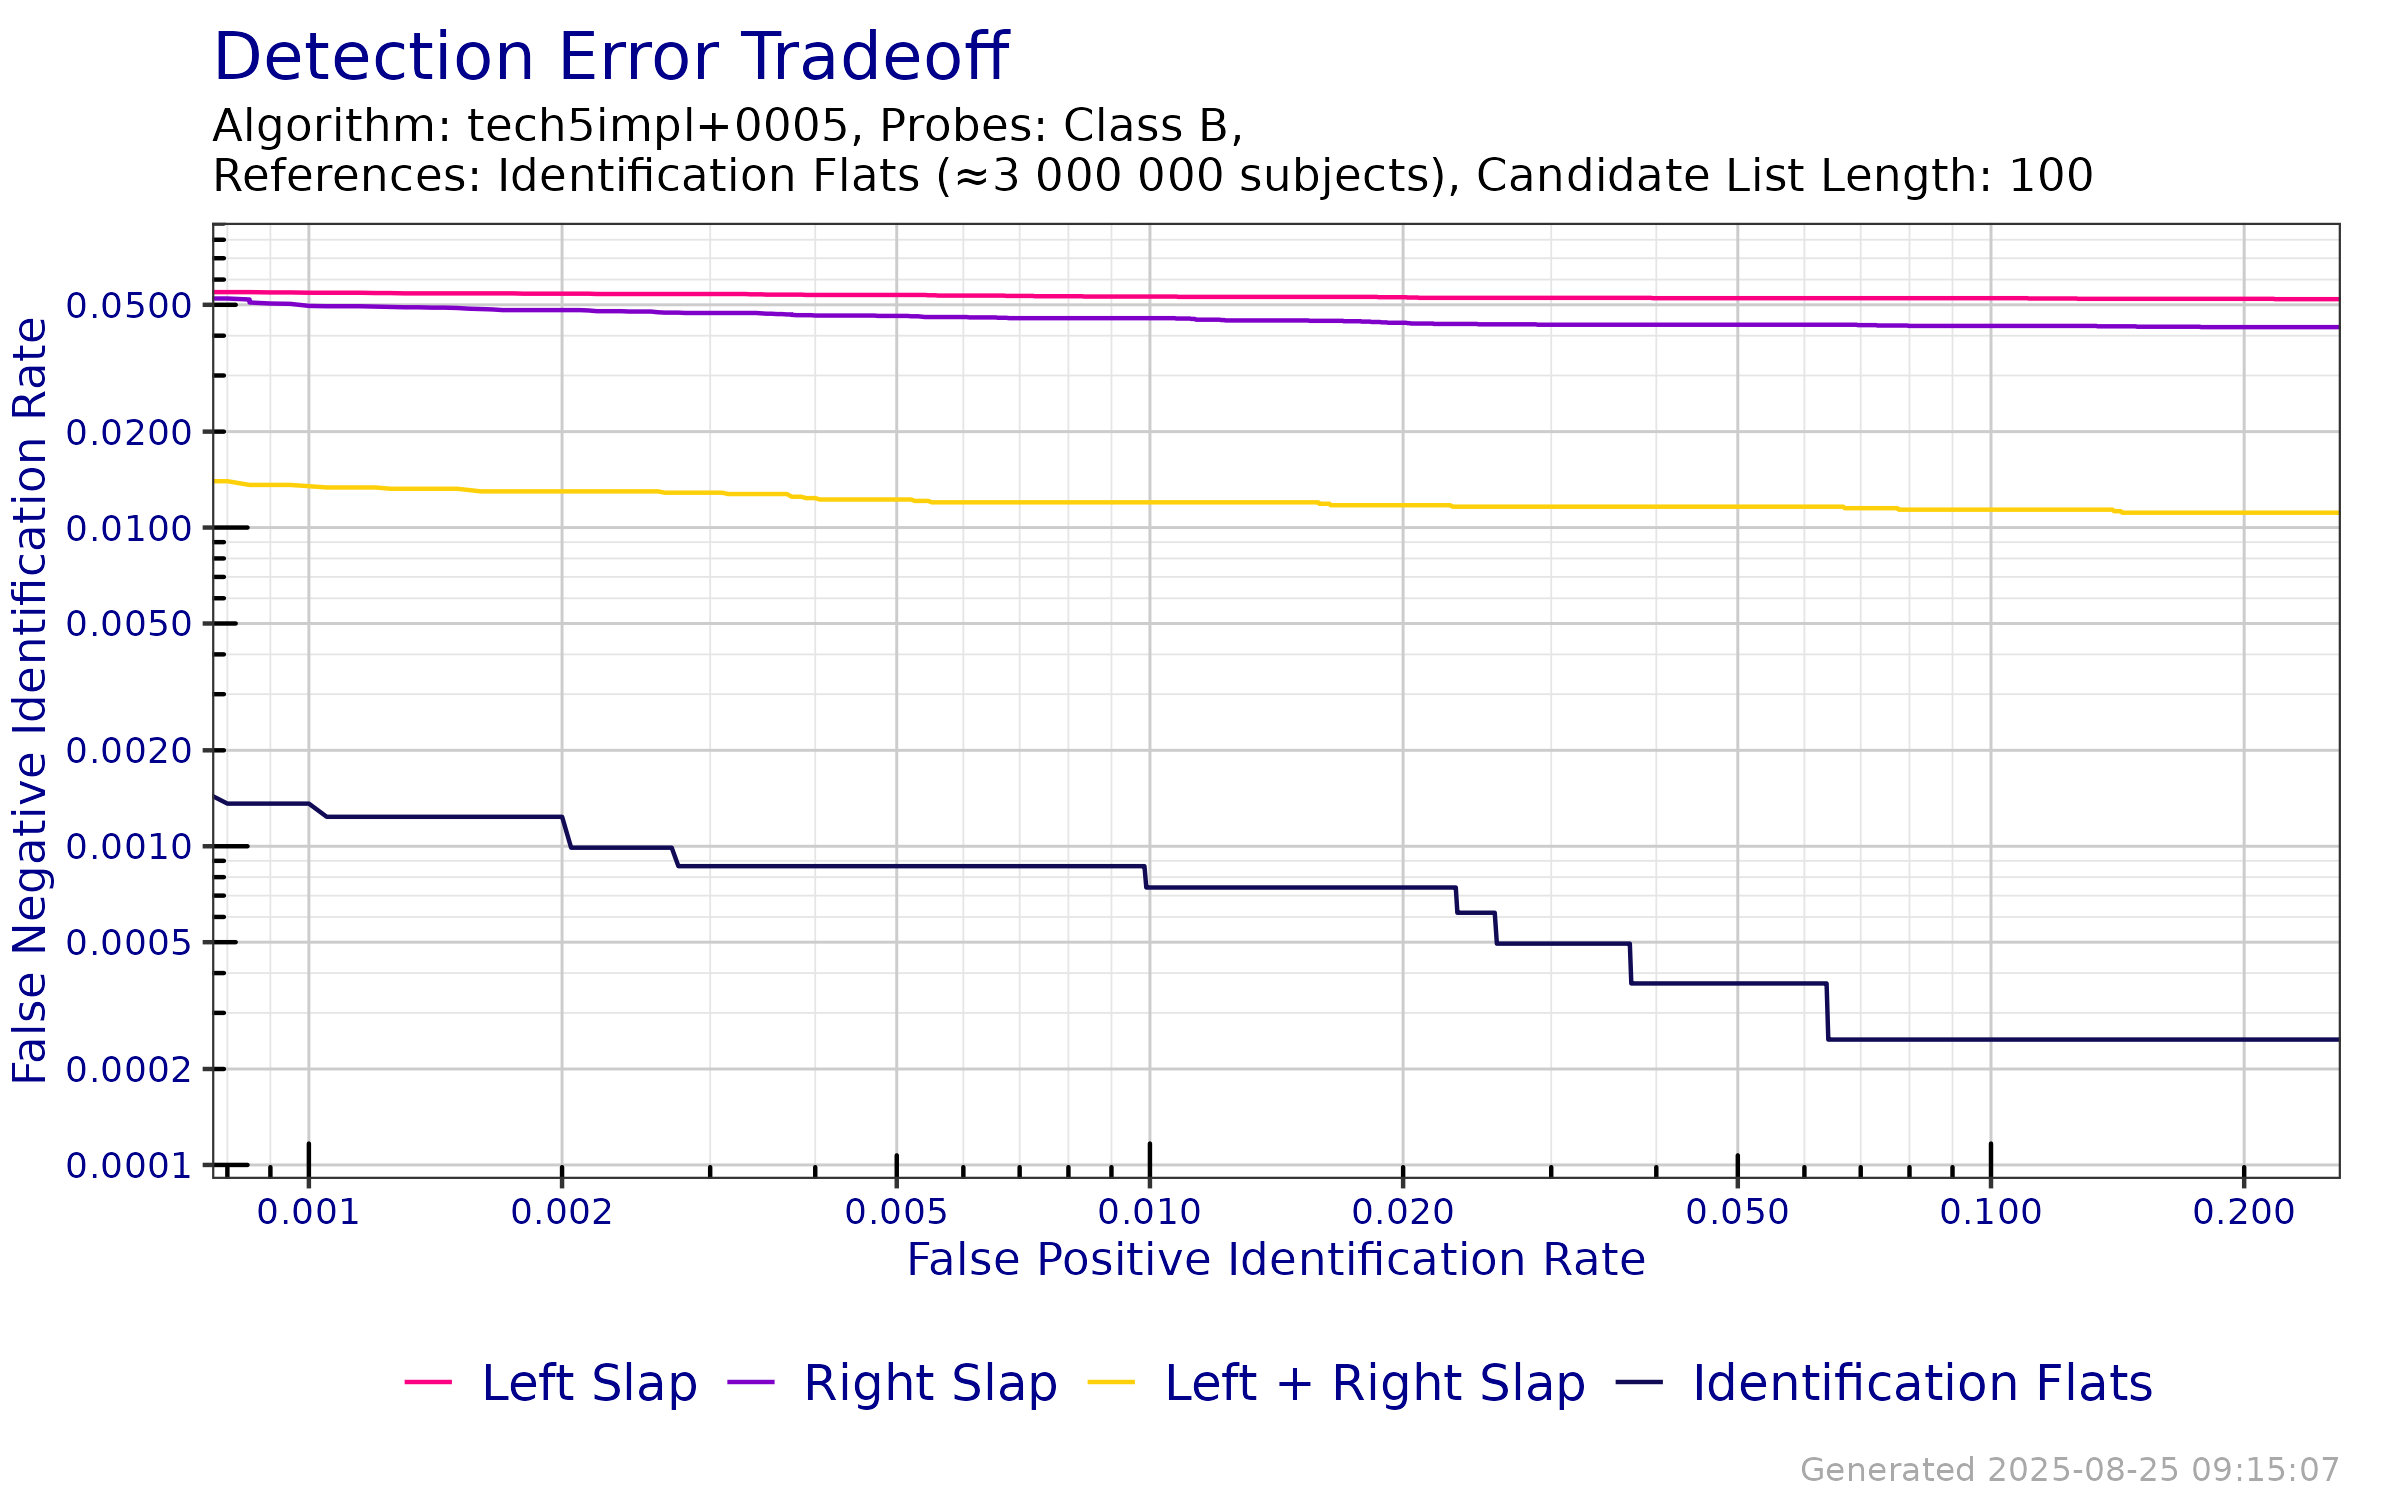 Detection Error Tradeoff
Algorithm: tech5impl+0005, Probes: Class B,
References: Identification Flats (≈3 000 000 subjects), Candidate List Length: 100
False Negative Identification Rate
0.0500
0.0200
0.0100
0.0050
0.0020
0.0010
0.0005
0.0002
0.0001
0.001 0.002 0.005 0.010 0.020 0.050 0.100 0.200
False Positive Identification Rate
Left Slap Right Slap Left + Right Slap Identification Flats
Generated 2025-08-25 09:15:07